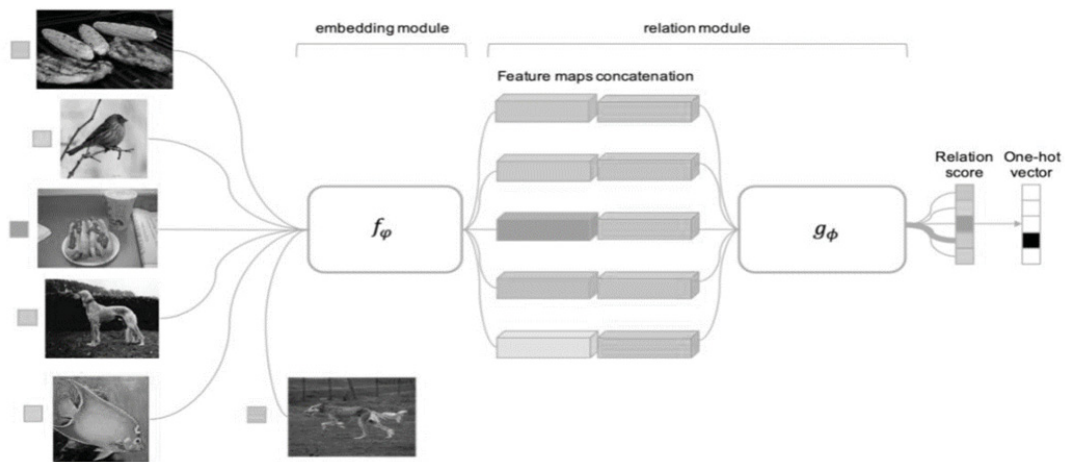 embedding module
relation module
Feature maps concatenation
Relation score
One-hot vector
fφ
gϕ